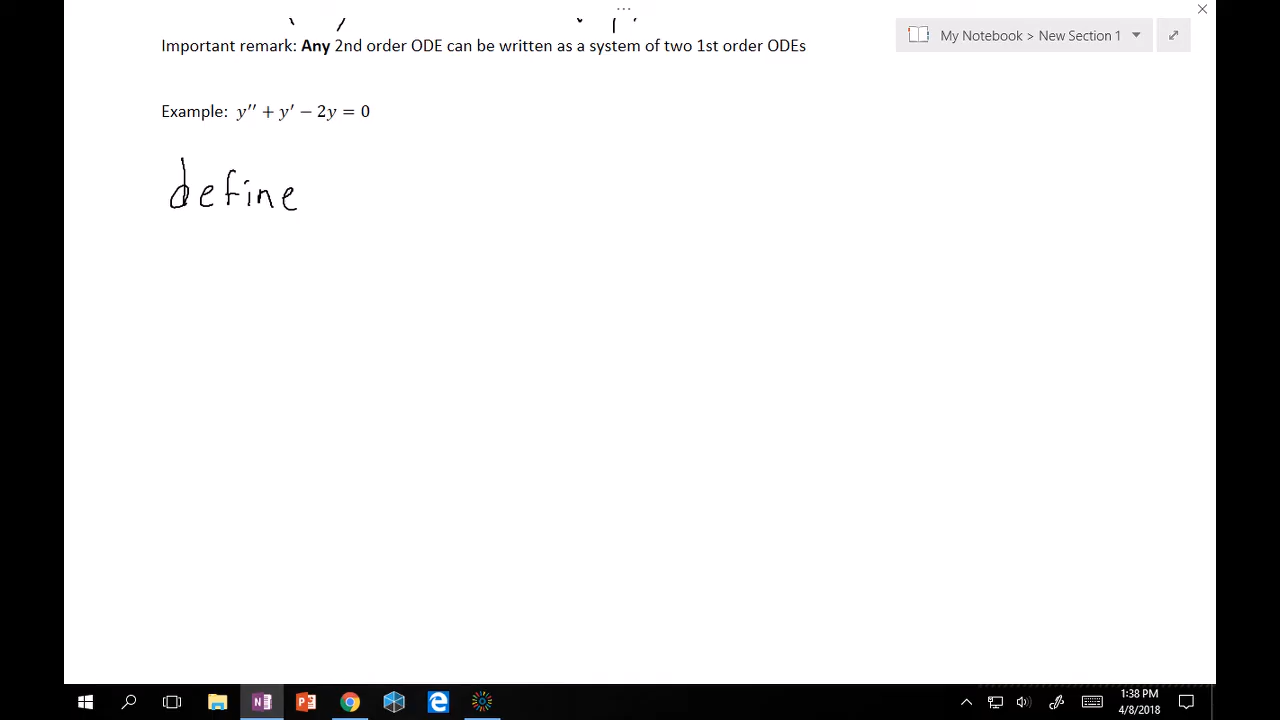 Important remark: Any 2nd order ODE can be written as a system of two 1st order ODEs
My Notebook > New Section 1
Example: y′′ + y′ − 2y = 0
define
1:38 PM
4/8/2018